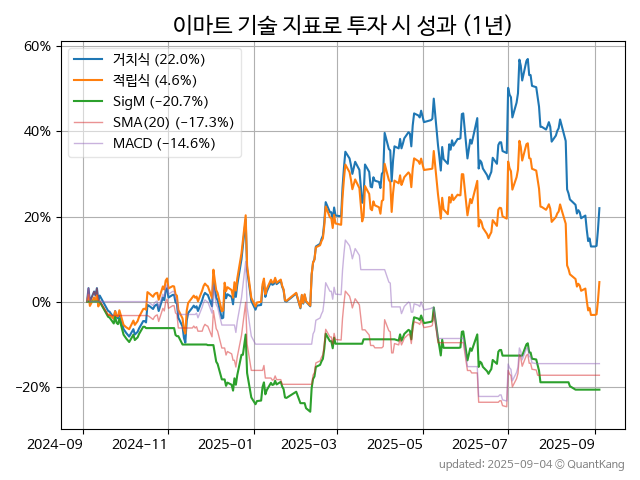 이마트 기술 지표로 투자 시 성과 (1년)
거치식 (22.0%)
적립식 (4.6%)
SigM (−20.7%)
SMA(20) (−17.3%)
MACD (−14.6%)
60%
40%
20%
0%
−20%
2024-09 2024-11 2025-01 2025-03 2025-05 2025-07 2025-09
updated: 2025-09-04 © QuantKang